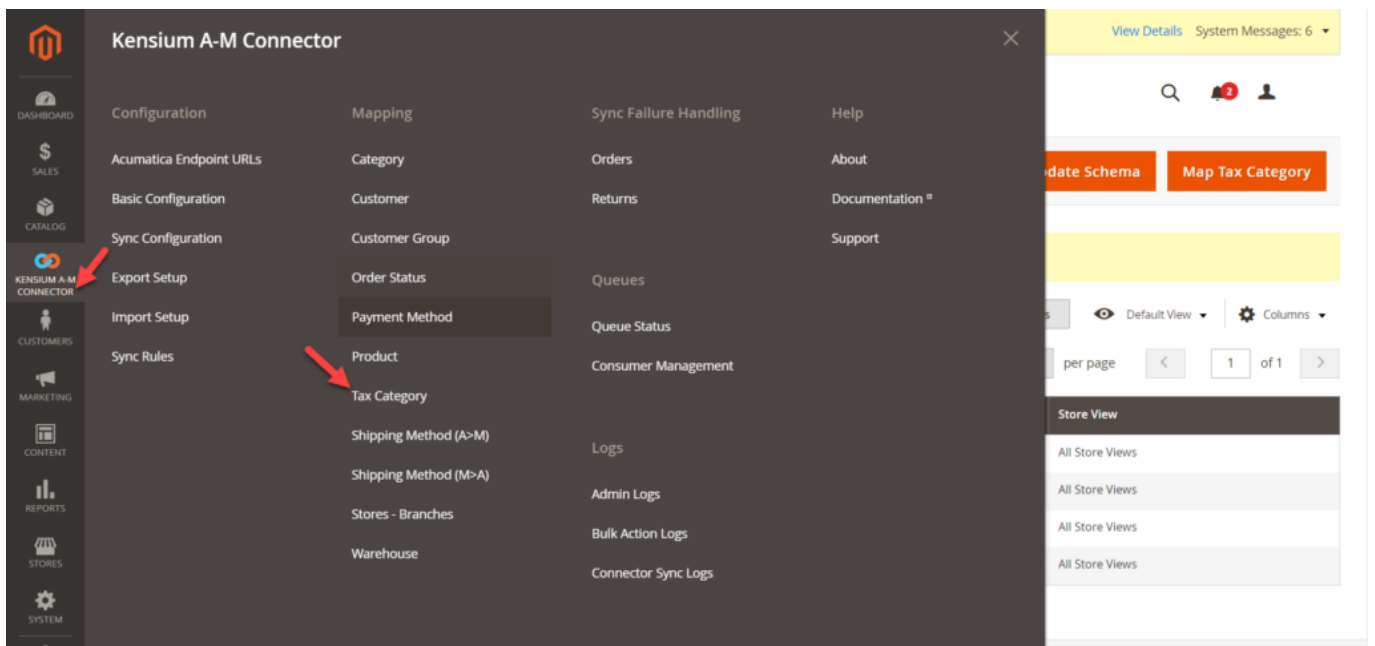 Kensium A-M Connector
View Details System Messages: 6
2
DASHBOARD
SALES
CATALOG
KENSIUM A-M
CONNECTOR
CUSTOMERS
MARKETING
CONTENT
REPORTS
STORES
SYSTEM
Configuration
Acumatica Endpoint URLs
Basic Configuration
Sync Configuration
Export Setup
Import Setup
Sync Rules
Mapping
Category
Customer
Customer Group
Order Status
Payment Method
Product
Tax Category
Shipping Method (A>M)
Shipping Method (M>A)
Stores - Branches
Warehouse
Sync Failure Handling
Orders
Returns
Queues
Queue Status
Consumer Management
Logs
Admin Logs
Bulk Action Logs
Connector Sync Logs
Help
About
Documentation
Support
date Schema
Map Tax Category
s
Default View
Columns
per page
1 of 1
Store View
All Store Views
All Store Views
All Store Views
All Store Views